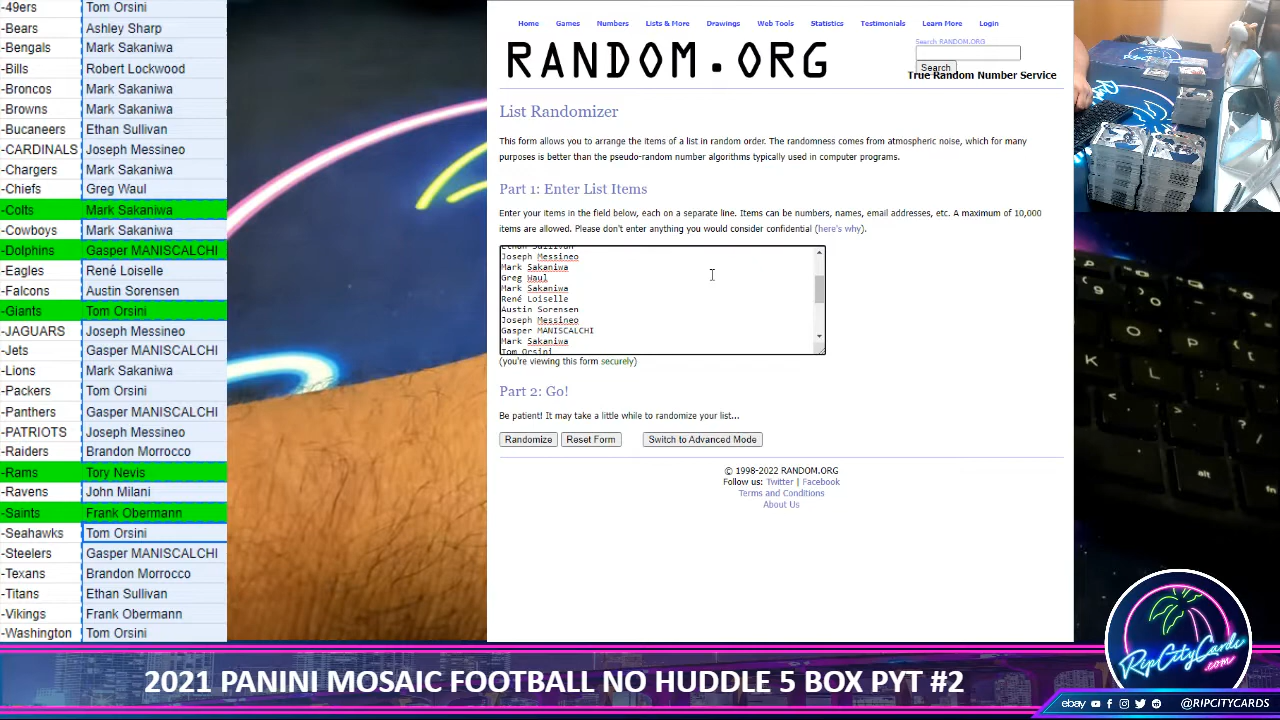 -49ers Tom Orsini
-Bears Ashley Sharp
-Bengals Mark Sakaniwa
-Bills Robert Lockwood
-Broncos Mark Sakaniwa
-Browns Mark Sakaniwa
-Bucaneers Ethan Sullivan
-CARDINALS Joseph Messineo
-Chargers Mark Sakaniwa
-Chiefs Greg Waul
-Colts Mark Sakaniwa
-Cowboys Mark Sakaniwa
-Dolphins Gasper MANISCALCHI
-Eagles René Loiselle
-Falcons Austin Sorensen
-Giants Tom Orsini
-JAGUARS Joseph Messineo
-Jets Gasper MANISCALCHI
-Lions Mark Sakaniwa
-Packers Tom Orsini
-Panthers Gasper MANISCALCHI
-PATRIOTS Joseph Messineo
-Raiders Brandon Morrocco
-Rams Tory Nevis
-Ravens John Milani
-Saints Frank Obermann
-Seahawks Tom Orsini
-Steelers Gasper MANISCALCHI
-Texans Brandon Morrocco
-Titans Ethan Sullivan
-Vikings Frank Obermann
-Washington Tom Orsini
Home Games Numbers Lists & More Drawings Web Tools Statistics Testimonials Learn More Login
RANDOM.ORG
Search RANDOM.ORG
Search
True Random Number Service
List Randomizer
This form allows you to arrange the items of a list in random order. The randomness comes from atmospheric noise, which for many
purposes is better than the pseudo-random number algorithms typically used in computer programs.
Part 1: Enter List Items
Enter your items in the field below, each on a separate line. Items can be numbers, names, email addresses, etc. A maximum of 10,000
items are allowed. Please don't enter anything you would consider confidential (here's why).
Ethan Sullivan
Joseph Messineo
Mark Sakaniwa
Greg Waul
Mark Sakaniwa
René Loiselle
Austin Sorensen
Joseph Messineo
Gasper MANISCALCHI
Mark Sakaniwa
Tom Orsini
(you're viewing this form securely)
Part 2: Go!
Be patient! It may take a little while to randomize your list...
Randomize Reset Form Switch to Advanced Mode
© 1998-2022 RANDOM.ORG
Follow us: Twitter | Facebook
Terms and Conditions
About Us
alt
RipCityCards
.com
2021 PANINI MOSAIC FOOTBALL NO HUDDLE 5 BOX PYT #2
ebay @RIPCITYCARDS